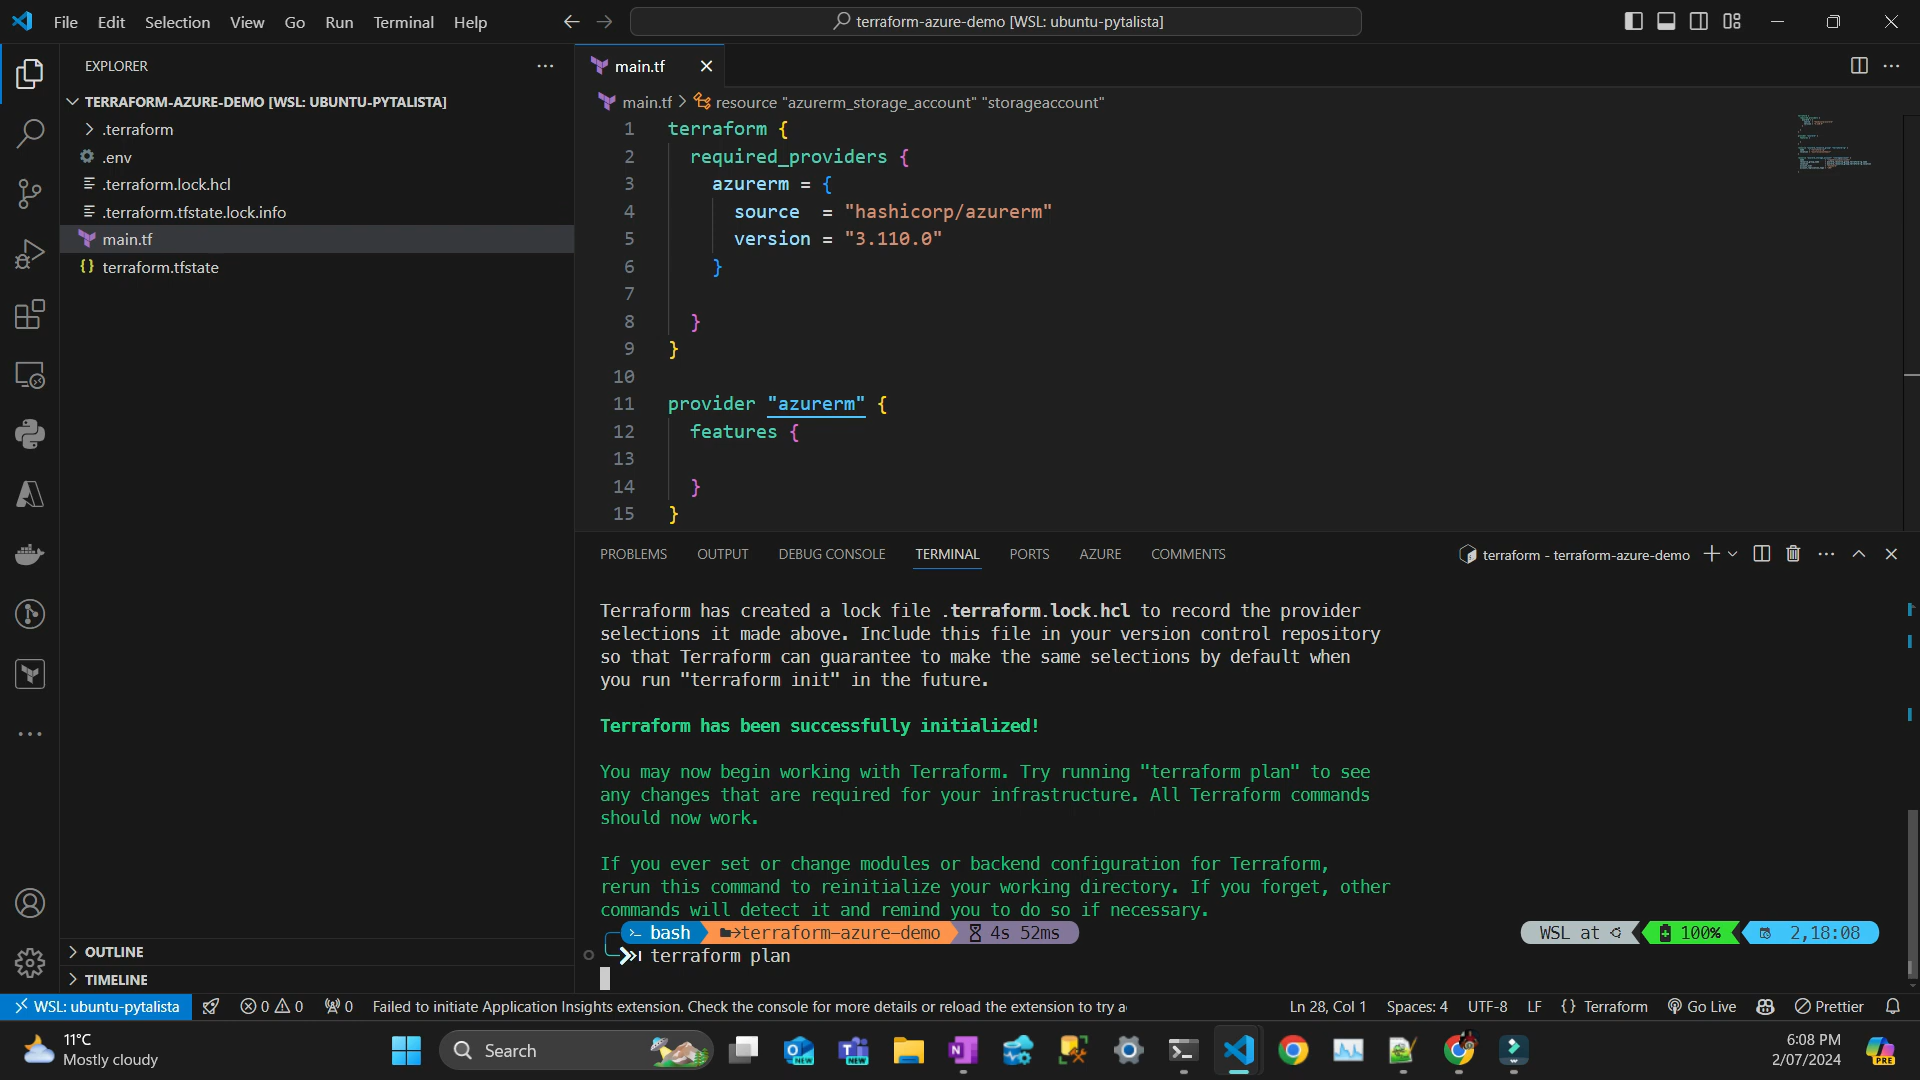 File Edit Selection View Go Run Terminal Help
terraform-azure-demo [WSL: ubuntu-pytalista]
EXPLORER
TERRAFORM-AZURE-DEMO [WSL: UBUNTU-PYTALISTA]
.terraform
.env
.terraform.lock.hcl
.terraform.tfstate.lock.info
main.tf
terraform.tfstate
OUTLINE
TIMELINE
main.tf
main.tf > resource "azurerm_storage_account" "storageaccount"
1 terraform {
2 required_providers {
3 azurerm = {
4 source = "hashicorp/azurerm"
5 version = "3.110.0"
6 }
7
8 }
9 }
10
11 provider "azurerm" {
12 features {
13
14 }
15 }
PROBLEMS OUTPUT DEBUG CONSOLE TERMINAL PORTS AZURE COMMENTS
terraform - terraform-azure-demo
Terraform has created a lock file .terraform.lock.hcl to record the provider
selections it made above. Include this file in your version control repository
so that Terraform can guarantee to make the same selections by default when
you run "terraform init" in the future.
Terraform has been successfully initialized!
You may now begin working with Terraform. Try running "terraform plan" to see
any changes that are required for your infrastructure. All Terraform commands
should now work.
If you ever set or change modules or backend configuration for Terraform,
rerun this command to reinitialize your working directory. If you forget, other
commands will detect it and remind you to do so if necessary.
bash terraform-azure-demo 4s 52ms WSL at 100% 2,18:08
terraform plan
WSL: ubuntu-pytalista 0 0 0 Failed to initiate Application Insights extension. Check the console for more details or reload the extension to try a Ln 28, Col 1 Spaces: 4 UTF-8 LF {} Terraform Go Live Prettier
11°C
Mostly cloudy
Search
NEW
NEW
6:08 PM
2/07/2024
PRE